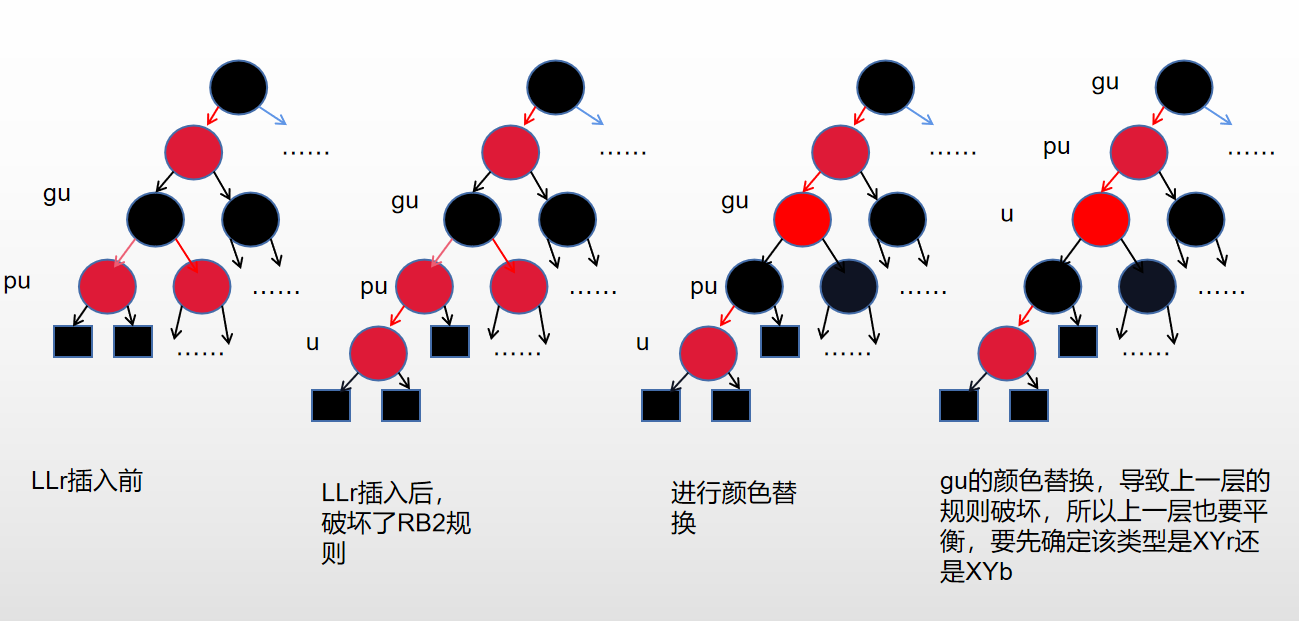 gu
……
……
……
……
gu
gu
gu
pu
u
pu
……
pu
……
pu
……
……
u
……
u
……
……
……
LLr插入前
LLr插入后，
破坏了RB2规
则
进行颜色替
换
gu的颜色替换，导致上一层的
规则破坏，所以上一层也要平
衡，要先确定该类型是XYr还
是XYb